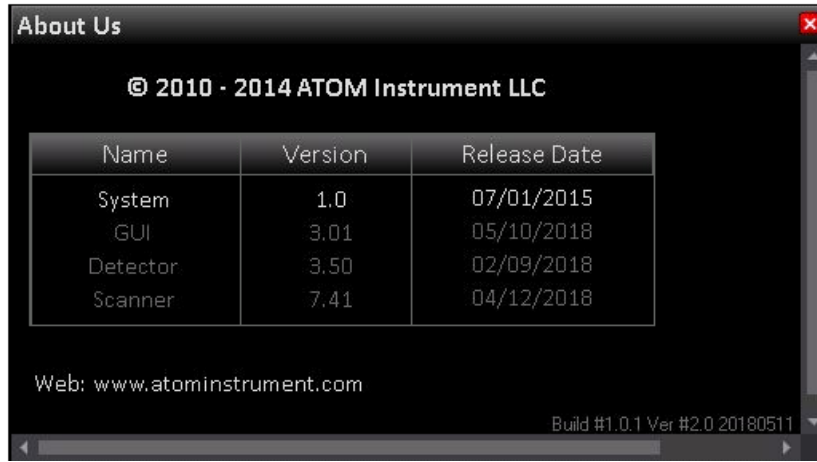 About Us
© 2010 - 2014 ATOM Instrument LLC
Name Version Release Date
System 1.0 07/01/2015
GUI 3.01 05/10/2018
Detector 3.50 02/09/2018
Scanner 7.41 04/12/2018
Web: www.atominstrument.com
Build #1.0.1 Ver #2.0 20180511